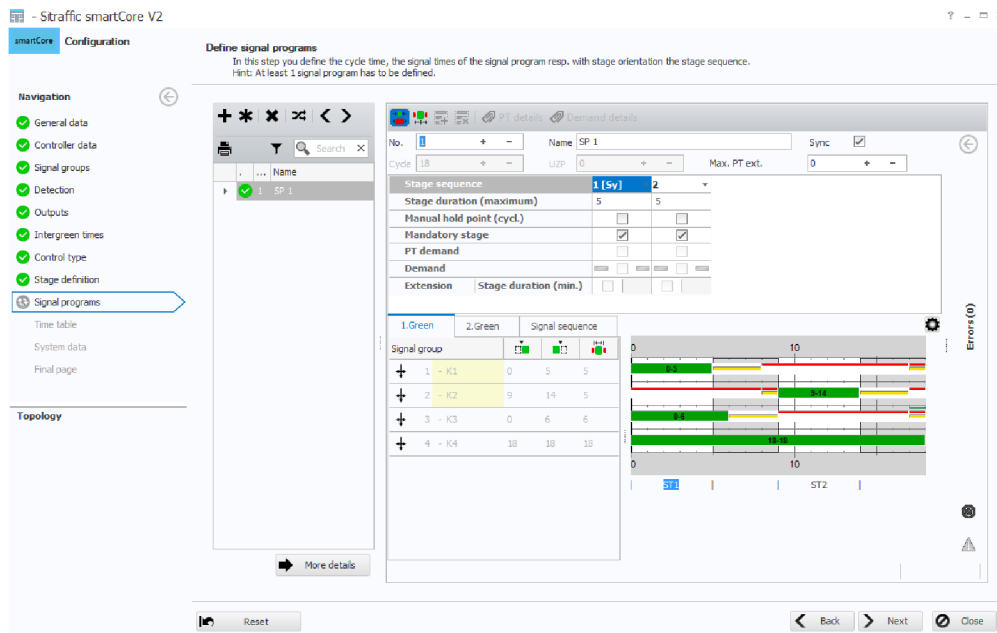 - Sitraffic smartCore V2
smartCore Configuration
Define signal programs
In this step you define the cycle time, the signal times of the signal program resp. with stage orientation the stage sequence.
Hint: At least 1 signal program has to be defined.
Navigation
General data
Controller data
Signal groups
Detection
Outputs
Intergreen times
Control type
Stage definition
Signal programs
Time table
System data
Final page
Topology
Search
. ... Name
1 SP 1
More details
PT details Demand details
No. 1 + - Name SP 1 Sync
Cycle 18 + - UZP 0 + - Max. PT ext. 0 + -
Stage sequence 1 [Sy] 2
Stage duration (maximum) 5 5
Manual hold point (cycl.)
Mandatory stage
PT demand
Demand
Extension Stage duration (min.)
1.Green 2.Green Signal sequence
Signal group
1 - K1 0 5 5
2 - K2 9 14 5
3 - K3 0 6 6
4 - K4 18 18 18
0 10
0-5
9-14
0-6
18-18
0 10
ST1 ST2
Errors (0)
Reset
Back Next Close